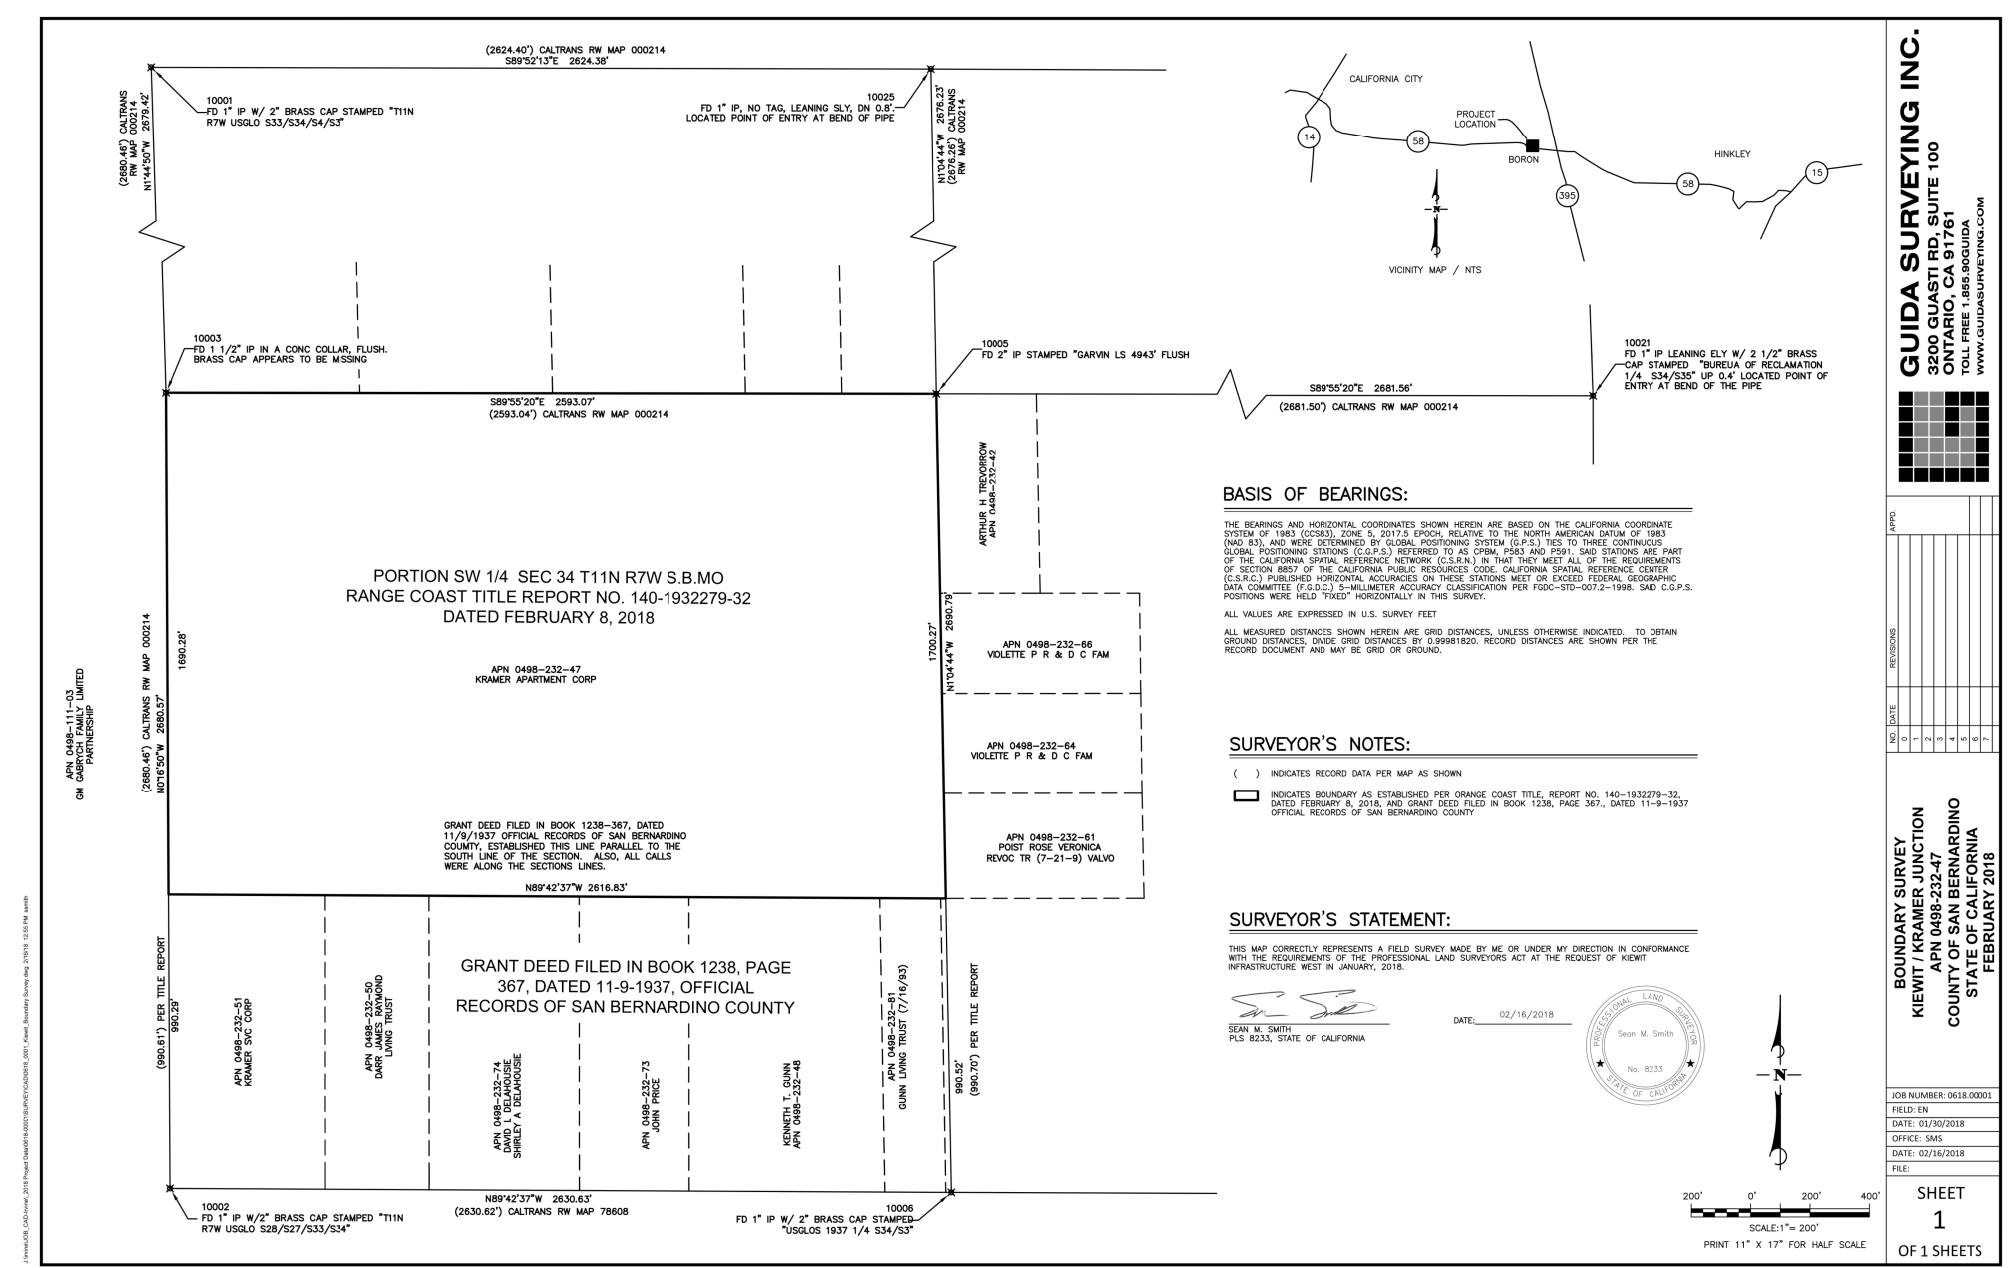 (2624.40') CALTRANS RW MAP 000214
S89°52'13"E 2624.38'
10001
FD 1" IP W/ 2" BRASS CAP STAMPED "T11N
R7W USGLO S33/S34/S4/S3"
10025
FD 1" IP, NO TAG, LEANING SLY, DN 0.8'.
LOCATED POINT OF ENTRY AT BEND OF PIPE
(2680.46') CALTRANS
RW MAP 000214
N1°44'50"W 2679.42'
N1°04'44"W 2676.23'
(2676.26') CALTRANS
RW MAP 000214
CALIFORNIA CITY
PROJECT
LOCATION
14
58
BORON
395
HINKLEY
58
15
N
VICINITY MAP / NTS
10003
FD 1 1/2" IP IN A CONC COLLAR, FLUSH.
BRASS CAP APPEARS TO BE MISSING
10005
FD 2" IP STAMPED "GARVIN LS 4943' FLUSH
10021
FD 1" IP LEANING ELY W/ 2 1/2" BRASS
CAP STAMPED "BUREUA OF RECLAMATION
1/4 S34/S35" UP 0.4' LOCATED POINT OF
ENTRY AT BEND OF THE PIPE
S89°55'20"E 2593.07'
(2593.04') CALTRANS RW MAP 000214
S89°55'20"E 2681.56'
(2681.50') CALTRANS RW MAP 000214
ARTHUR H TREVORROW
APN 0498-232-42
PORTION SW 1/4 SEC 34 T11N R7W S.B.MO
RANGE COAST TITLE REPORT NO. 140-1932279-32
DATED FEBRUARY 8, 2018
APN 0498-232-47
KRAMER APARTMENT CORP
APN 0498-111-03
GM GABRYCH FAMILY LIMITED
PARTNERSHIP
(2680.46') CALTRANS RW MAP 000214
N0°16'50"W 2680.57'
1690.28'
1700.27'
N1°04'44"W 2690.79'
APN 0498-232-66
VIOLETTE P R & D C FAM
APN 0498-232-64
VIOLETTE P R & D C FAM
APN 0498-232-61
POIST ROSE VERONICA
REVOC TR (7-21-9) VALVO
GRANT DEED FILED IN BOOK 1238-367, DATED
11/9/1937 OFFICIAL RECORDS OF SAN BERNARDINO
COUMTY, ESTABLISHED THIS LINE PARALLEL TO THE
SOUTH LINE OF THE SECTION. ALSO, ALL CALLS
WERE ALONG THE SECTIONS LINES.
N89°42'37"W 2616.83'
(990.61') PER TITLE REPORT
990.29'
APN 0498-232-51
KRAMER SVC CORP
APN 0498-232-50
DARR JAMES RAYMOND
LIVING TRUST
GRANT DEED FILED IN BOOK 1238, PAGE
367, DATED 11-9-1937, OFFICIAL
RECORDS OF SAN BERNARDINO COUNTY
APN 0498-232-74
DAVID L DELAHOUSIE
SHIRLEY A DELAHOUSIE
APN 0498-232-73
JOHN PRICE
KENNETH T. GUNN
APN 0498-232-48
APN 0498-232-81
GUNN LIVING TRUST (7/16/93)
990.52'
(990.70') PER TITLE REPORT
N89°42'37"W 2630.63'
(2630.62') CALTRANS RW MAP 78608
10002
FD 1" IP W/2" BRASS CAP STAMPED "T11N
R7W USGLO S28/S27/S33/S34"
10006
FD 1" IP W/ 2" BRASS CAP STAMPED
"USGLOS 1937 1/4 S34/S3"
BASIS OF BEARINGS:
THE BEARINGS AND HORIZONTAL COORDINATES SHOWN HEREIN ARE BASED ON THE CALIFORNIA COORDINATE
SYSTEM OF 1983 (CCS83), ZONE 5, 2017.5 EPOCH, RELATIVE TO THE NORTH AMERICAN DATUM OF 1983
(NAD 83), AND WERE DETERMINED BY GLOBAL POSITIONING SYSTEM (G.P.S.) TIES TO THREE CONTINUOUS
GLOBAL POSITIONING STATIONS (C.G.P.S.) REFERRED TO AS CPBM, P583 AND P591. SAID STATIONS ARE PART
OF THE CALIFORNIA SPATIAL REFERENCE NETWORK (C.S.R.N.) IN THAT THEY MEET ALL OF THE REQUIREMENTS
OF SECTION 8857 OF THE CALIFORNIA PUBLIC RESOURCES CODE. CALIFORNIA SPATIAL REFERENCE CENTER
(C.S.R.C.) PUBLISHED HORIZONTAL ACCURACIES ON THESE STATIONS MEET OR EXCEED FEDERAL GEOGRAPHIC
DATA COMMITTEE (F.G.D.C.) 5-MILLIMETER ACCURACY CLASSIFICATION PER FGDC-STD-007.2-1998. SAID C.G.P.S.
POSITIONS WERE HELD "FIXED" HORIZONTALLY IN THIS SURVEY.
ALL VALUES ARE EXPRESSED IN U.S. SURVEY FEET
ALL MEASURED DISTANCES SHOWN HEREIN ARE GRID DISTANCES, UNLESS OTHERWISE INDICATED. TO OBTAIN
GROUND DISTANCES, DIVIDE GRID DISTANCES BY 0.99981820. RECORD DISTANCES ARE SHOWN PER THE
RECORD DOCUMENT AND MAY BE GRID OR GROUND.
SURVEYOR'S NOTES:
( ) INDICATES RECORD DATA PER MAP AS SHOWN
INDICATES BOUNDARY AS ESTABLISHED PER ORANGE COAST TITLE, REPORT NO. 140-1932279-32,
DATED FEBRUARY 8, 2018, AND GRANT DEED FILED IN BOOK 1238, PAGE 367., DATED 11-9-1937
OFFICIAL RECORDS OF SAN BERNARDINO COUNTY
SURVEYOR'S STATEMENT:
THIS MAP CORRECTLY REPRESENTS A FIELD SURVEY MADE BY ME OR UNDER MY DIRECTION IN CONFORMANCE
WITH THE REQUIREMENTS OF THE PROFESSIONAL LAND SURVEYORS ACT AT THE REQUEST OF KIEWIT
INFRASTRUCTURE WEST IN JANUARY, 2018.
SEAN M. SMITH
PLS 8233, STATE OF CALIFORNIA
DATE: 02/16/2018
PROFESSIONAL LAND SURVEYOR
Sean M. Smith
No. 8233
STATE OF CALIFORNIA
N
200' 0' 200' 400'
SCALE:1"= 200'
PRINT 11" X 17" FOR HALF SCALE
GUIDA SURVEYING INC.
3200 GUASTI RD, SUITE 100
ONTARIO, CA 91761
TOLL FREE 1.855.90GUIDA
WWW.GUIDASURVEYING.COM
NO. DATE REVISIONS APPD.
0
1
2
3
4
5
6
7
BOUNDARY SURVEY
KIEWIT / KRAMER JUNCTION
APN 0498-232-47
COUNTY OF SAN BERNARDINO
STATE OF CALIFORNIA
FEBRUARY 2018
JOB NUMBER: 0618.00001
FIELD: EN
DATE: 01/30/2018
OFFICE: SMS
DATE: 02/16/2018
FILE:
SHEET
1
OF 1 SHEETS